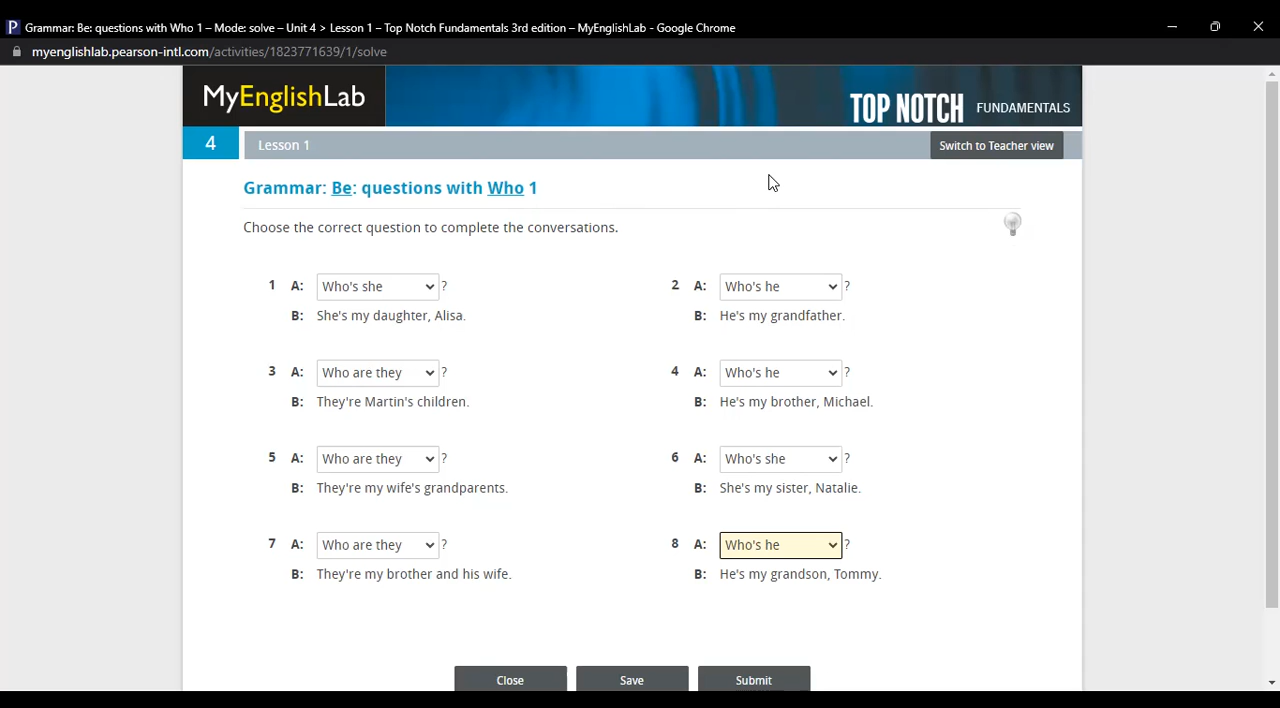 Grammar: Be: questions with Who 1 – Mode: solve – Unit 4 > Lesson 1 – Top Notch Fundamentals 3rd edition – MyEnglishLab - Google Chrome
myenglishlab.pearson-intl.com/activities/1823771639/1/solve
MyEnglishLab
TOP NOTCH FUNDAMENTALS
4 Lesson 1 Switch to Teacher view
Grammar: Be: questions with Who 1
Choose the correct question to complete the conversations.
1 A: Who's she ?
B: She's my daughter, Alisa.
2 A: Who's he ?
B: He's my grandfather.
3 A: Who are they ?
B: They're Martin's children.
4 A: Who's he ?
B: He's my brother, Michael.
5 A: Who are they ?
B: They're my wife's grandparents.
6 A: Who's she ?
B: She's my sister, Natalie.
7 A: Who are they ?
B: They're my brother and his wife.
8 A: Who's he ?
B: He's my grandson, Tommy.
Close Save Submit